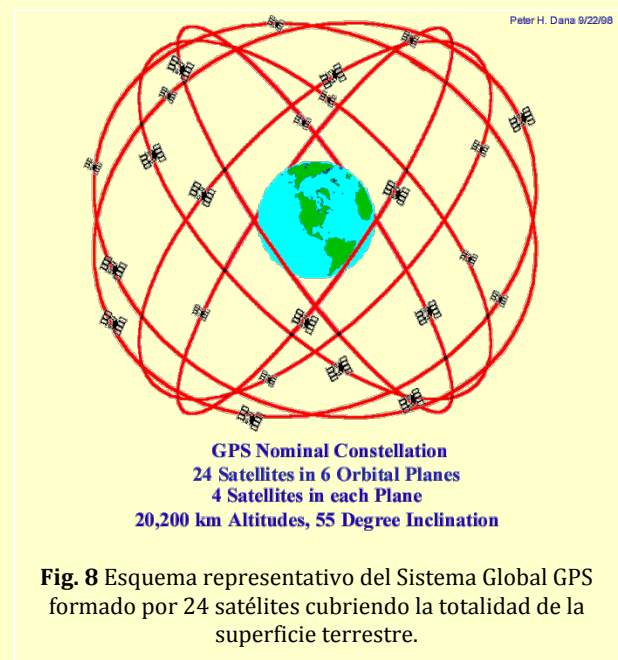 Peter H. Dana 9/22/98
GPS Nominal Constellation
24 Satellites in 6 Orbital Planes
4 Satellites in each Plane
20,200 km Altitudes, 55 Degree Inclination
Fig. 8 Esquema representativo del Sistema Global GPS
formado por 24 satélites cubriendo la totalidad de la
superficie terrestre.